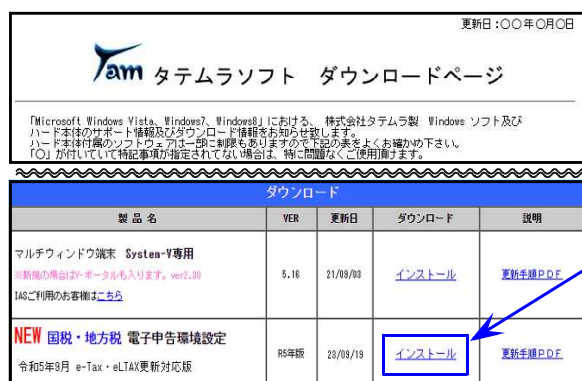 更新日：〇〇年〇月〇日
Tam タテムラソフト ダウンロードページ
「Microsoft Windows Vista、Windows7、Windows8」における、 株式会社タテムラ製 Windows ソフト及び
ハード本体のサポート情報及びダウンロード情報をお知らせ致します。
ハード本体付属のソフトウェアは一部に制限もありますので下記の表をよくお確かめ下さい。
「〇」が付いていて特記事項が指定されてない場合は、特に問題なくご使用頂けます。
ダウンロード
製品名 VER 更新日 ダウンロード 説明
マルチウィンドウ端末 System-V専用
※新規の場合はV-ポータルも入ります。ver2.30
IASご利用のお客様はこちら
5.16 21/09/03 インストール 更新手順PDF
NEW 国税・地方税 電子申告環境設定
令和5年9月 e-Tax・eLTAX更新対応版
R5年版 23/09/19 インストール 更新手順PDF